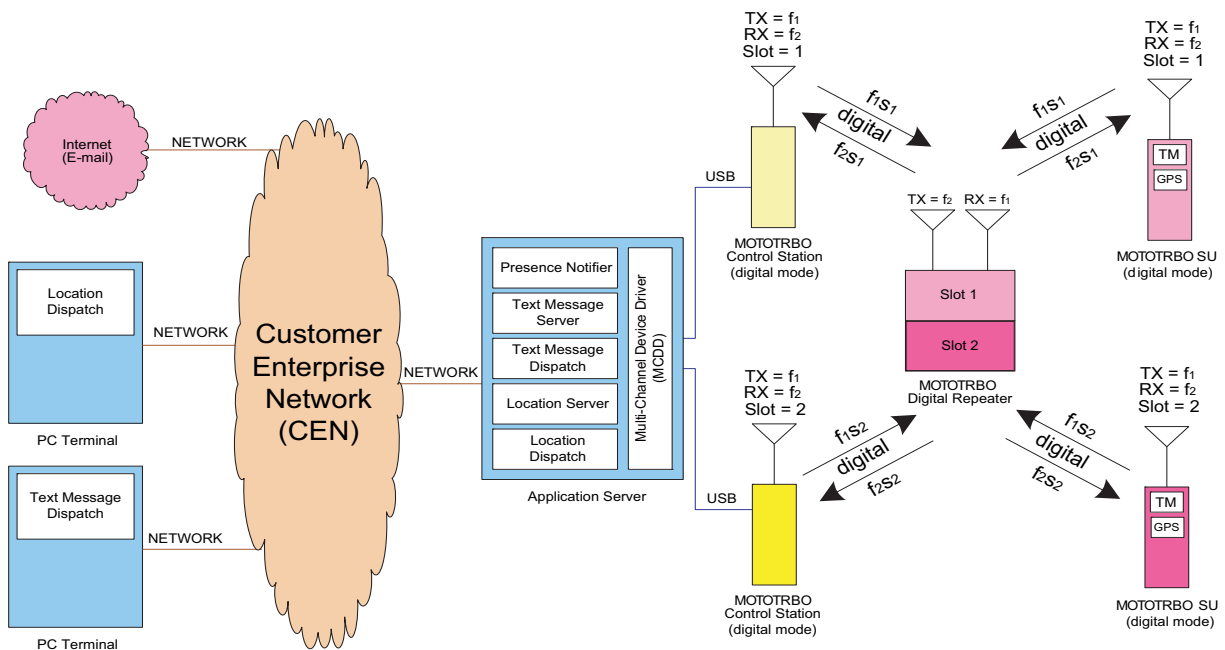 Internet
(E-mail)
NETWORK
Location
Dispatch
NETWORK
PC Terminal
Text Message
Dispatch
NETWORK
PC Terminal
Customer
Enterprise
Network
(CEN)
NETWORK
Presence Notifier
Text Message
Server
Text Message
Dispatch
Location Server
Location
Dispatch
Multi-Channel Device Driver
(MCDD)
Application Server
USB
USB
TX = f₁
RX = f₂
Slot = 1
MOTOTRBO
Control Station
(digital mode)
f₁s₁
digital
f₂s₁
TX = f₁
RX = f₂
Slot = 2
MOTOTRBO
Control Station
(digital mode)
f₁s₂
digital
f₂s₂
TX = f₂
RX = f₁
Slot 1
Slot 2
MOTOTRBO
Digital Repeater
f₁s₁
digital
f₂s₁
TX = f₁
RX = f₂
Slot = 1
TM
GPS
MOTOTRBO SU
(digital mode)
f₁s₂
digital
f₂s₂
TX = f₁
RX = f₂
Slot = 2
TM
GPS
MOTOTRBO SU
(digital mode)